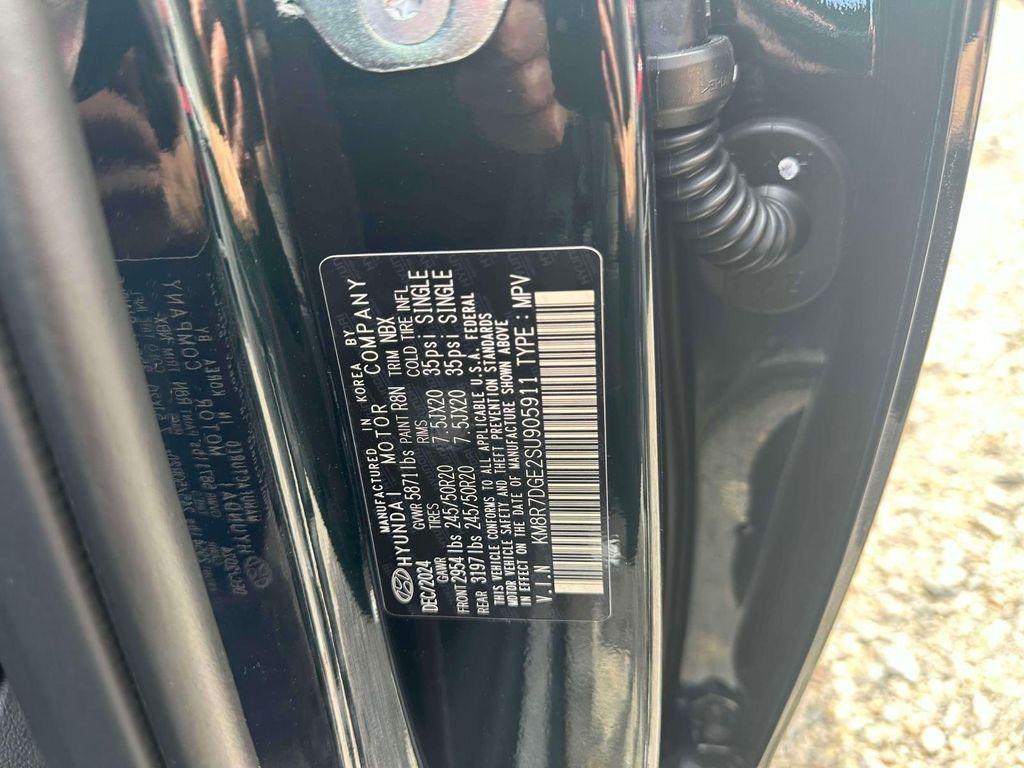 MANUFACTURED IN KOREA BY
HYUNDAI MOTOR COMPANY
DEC/2024 GVWR 5871lbs PAINT R8N TRIM NBX
GAWR TIRES RIMS COLD TIRE INFL
FRONT 2954lbs 245/50R20 7.5JX20 35psi SINGLE
REAR 3197lbs 245/50R20 7.5JX20 35psi SINGLE
THIS VEHICLE CONFORMS TO ALL APPLICABLE U.S.A. FEDERAL
MOTOR VEHICLE SAFETY AND THEFT PREVENTION STANDARDS
IN EFFECT ON THE DATE OF MANUFACTURE SHOWN ABOVE
V.I.N KM8R7DGE2SU905911 TYPE : MPV